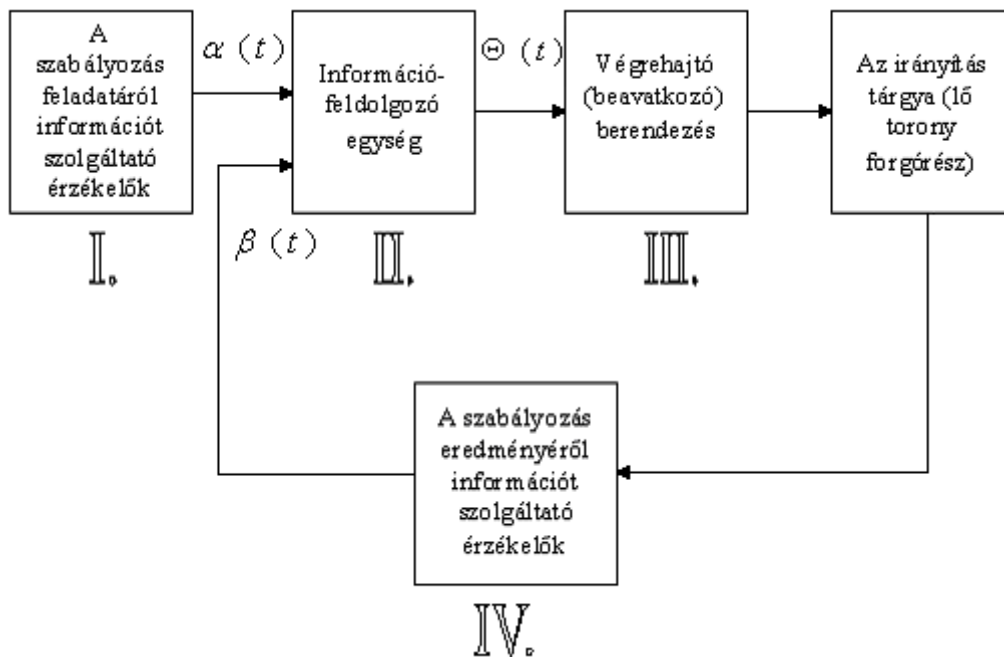 A
szabályozás
feladatáról
információt
szolgáltató
érzékelők
I.
α (t)
β (t)
Információ-
feldolgozó
egység
II.
Θ (t)
Végrehajtó
(beavatkozó)
berendezés
III.
Az irányítás
tárgya (lő
torony
forgórész)
A szabályozás
eredményéről
információt
szolgáltató
érzékelők
IV.